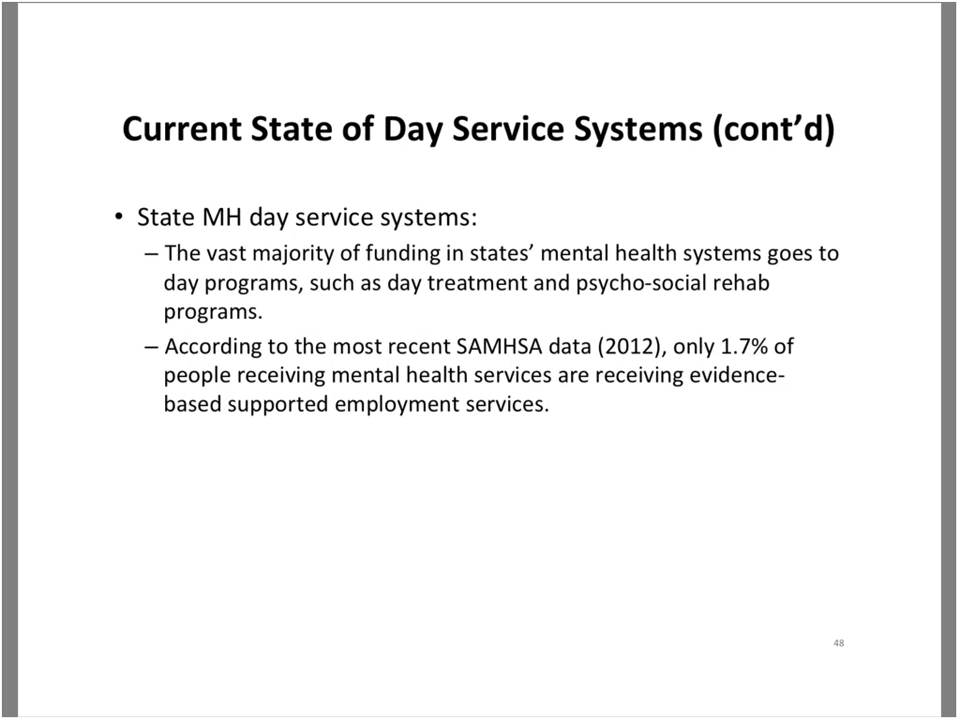 Current State of Day Service Systems (cont’d)
• State MH day service systems:
– The vast majority of funding in states’ mental health systems goes to
day programs, such as day treatment and psycho-social rehab
programs.
– According to the most recent SAMHSA data (2012), only 1.7% of
people receiving mental health services are receiving evidence-
based supported employment services.
48